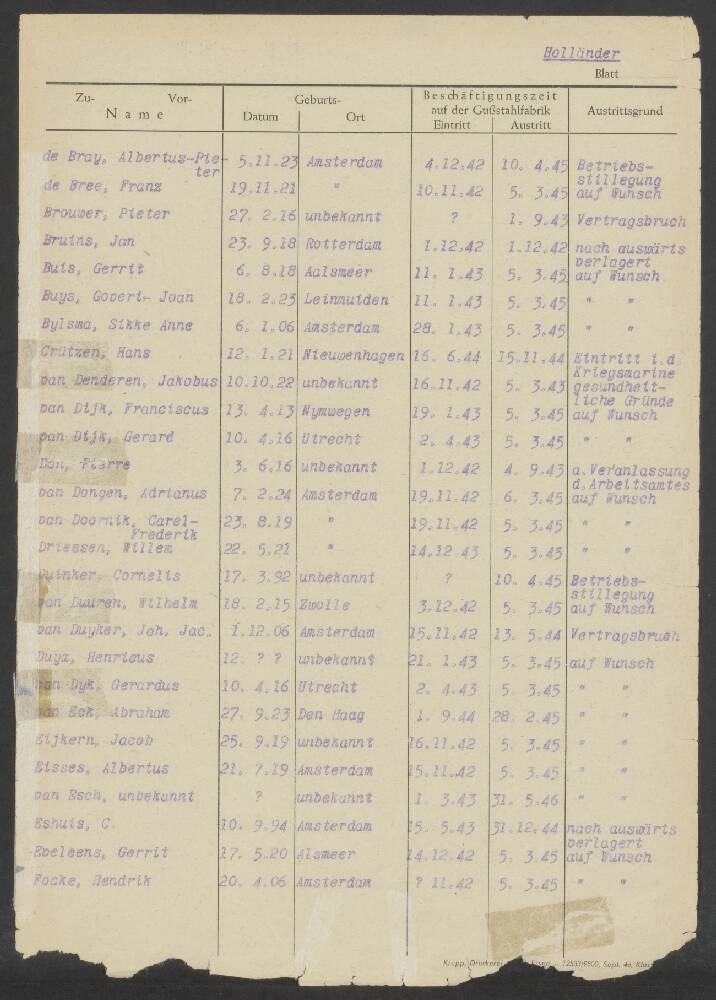 Holländer
Blatt
Zu- Vor- Geburts- Beschäftigungszeit
Name Datum Ort auf der Gußstahlfabrik Austrittsgrund
Eintritt Austritt
de Bray, Albertus-Pie- 5.11.23 Amsterdam 4.12.42 10. 4.45 Betriebs-
ter stillegung
de Bree, Franz 19.11.21 " 10.11.42 5. 3.45 auf Wunsch
Brouwer, Pieter 27. 2.16 unbekannt ? 1. 9.43 Vertragsbruch
Bruins, Jan 23. 9.18 Rotterdam 1.12.42 1.12.42 nach auswärts
verlagert
Buis, Gerrit 6. 8.18 Aalsmeer 11. 1.43 5. 3.45 auf Wunsch
Buys, Govert- Joan 18. 2.23 Leinmuiden 11. 1.43 5. 3.45 " "
Bylsma, Sikke Anne 6. 1.06 Amsterdam 28. 1.43 5. 3.45 " "
Crützen, Hans 12. 1.21 Nieuwenhagen 16. 6.44 15.11.44 Eintritt i.d.
Kriegsmarine
van Denderen, Jakobus 10.10.22 unbekannt 16.11.42 5. 3.43 gesundheit-
liche Gründe
van Dijk, Franciscus 13. 4.13 Nymwegen 19. 1.43 5. 3.45 auf Wunsch
van Dijk, Gerard 10. 4.16 Utrecht 2. 4.43 5. 3.45 " "
Don, Pierre 3. 6.16 unbekannt 1.12.42 4. 9.43 a.Veranlassung
d.Arbeitsamtes
van Dongen, Adrianus 7. 2.24 Amsterdam 19.11.42 6. 3.45 auf Wunsch
van Doornik, Carel- 23. 8.19 " 19.11.42 5. 3.45 " "
Frederik
Driessen, Willem 22. 5.21 " 14.12.43 5. 3.43 " "
Duinker, Cornelis 17. 3.92 unbekannt ? 10. 4.45 Betriebs-
stillegung
van Duuren, Wilhelm 18. 2.15 Zwolle 3.12.42 5. 3.45 auf Wunsch
van Duyker, Joh. Jac. 1.12.06 Amsterdam 15.11.42 13. 5.44 Vertragsbruch
Duyz, Henricus 12. ? ? unbekannt 21. 1.43 5. 3.45 auf Wunsch
van Dyk, Gerardus 10. 4.16 Utrecht 2. 4.43 5. 3.45 " "
van Eck, Abraham 27. 9.23 Den Haag 1. 9.44 28. 2.45 " "
Eijkern, Jacob 25. 9.19 unbekannt 16.11.42 5. 3.45 " "
Eisses, Albertus 21. 7.19 Amsterdam 15.11.42 5. 3.45 " "
van Esch, unbekannt ? unbekannt 1. 3.43 31. 5.46 " "
Eshuis, C. 10. 9.94 Amsterdam 15. 5.43 31.12.44 nach auswärts
verlagert
Eveleens, Gerrit 17. 5.20 Alsmeer 14.12.42 5. 3.45 auf Wunsch
Focke, Hendrik 20. 4.06 Amsterdam ? 11.42 5. 3.45 " "
Krupp, Druckerei Essen